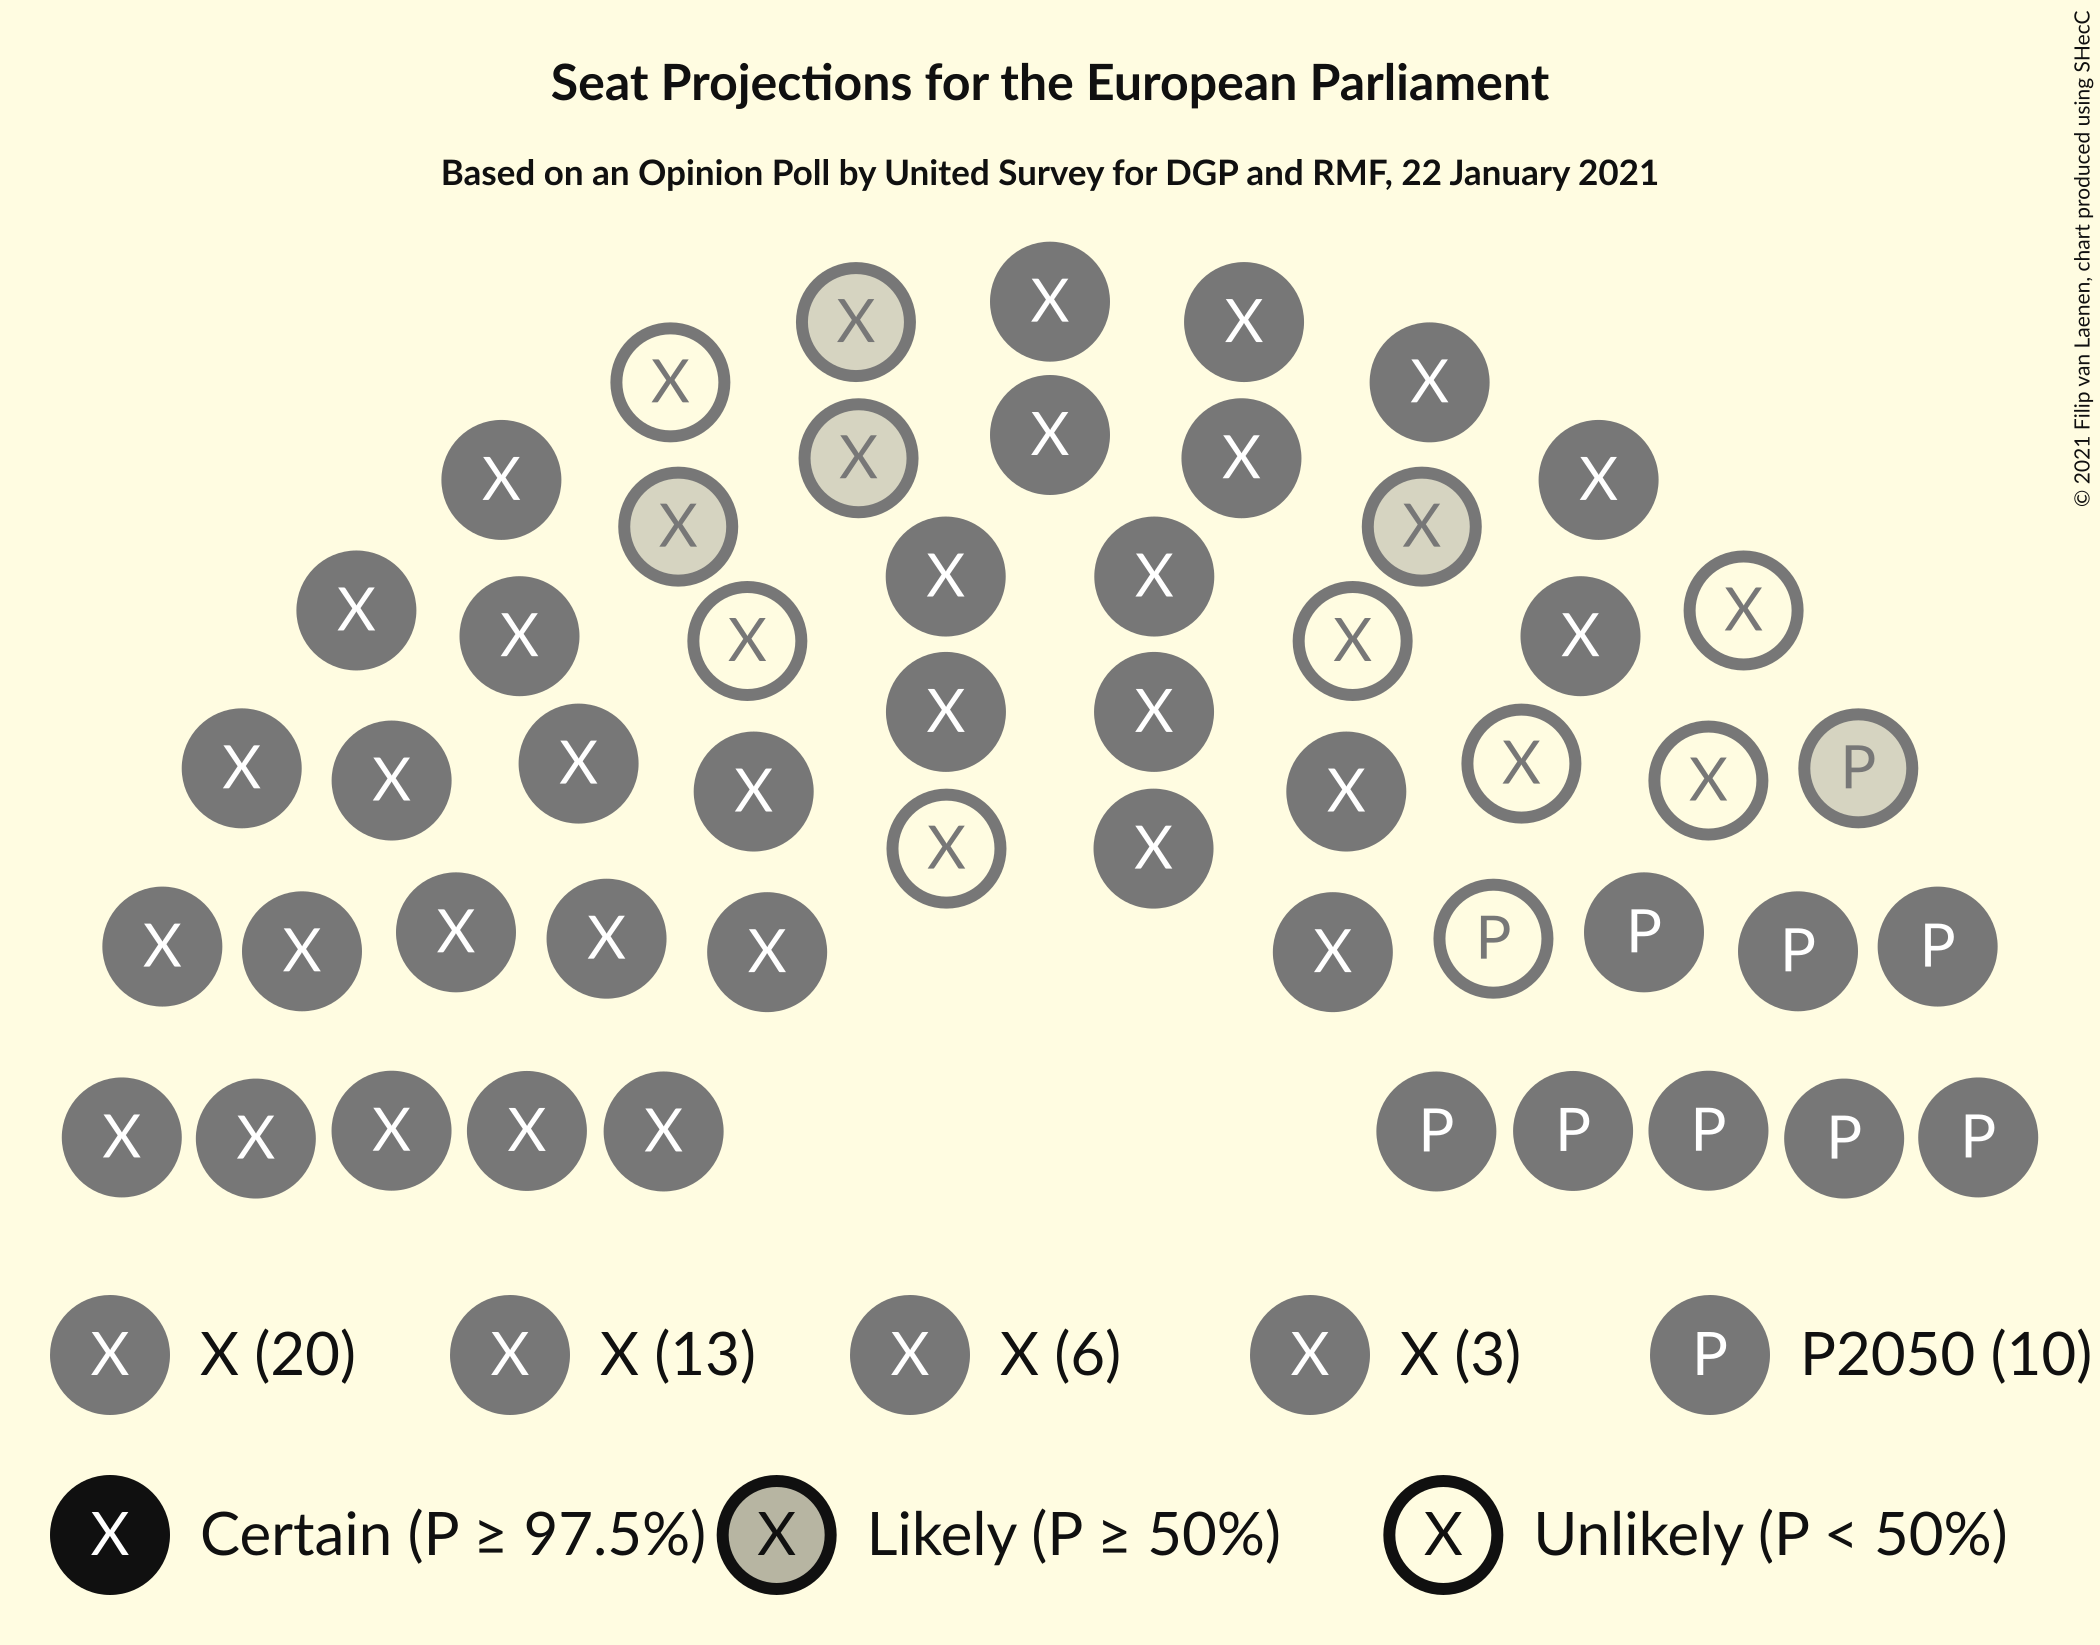 Seat Projections for the European Parliament
Based on an Opinion Poll by United Survey for DGP and RMF, 22 January 2021
© 2021 Filip van Laenen, chart produced using SHecC
X
X X
X X
X
X X
X X
X X
X X
X X
X X X X
X X
X X
X X X X X X X P
X X
X X X X X X P P P P
X X X X X P P P P P
X X (20) X X (13) X X (6) X X (3) P P2050 (10)
X Certain (P ≥ 97.5%) X Likely (P ≥ 50%) X Unlikely (P < 50%)